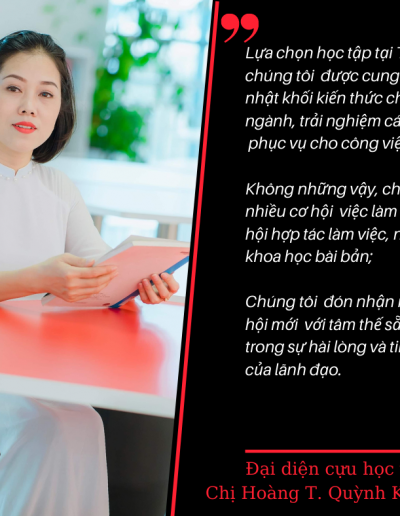 Lựa chọn học tập tại T
chúng tôi được cung
nhật khối kiến thức ch
ngành, trải nghiệm cá
phục vụ cho công việ
Không những vậy, ch
nhiều cơ hội việc làm
hội hợp tác làm việc, n
khoa học bài bản;
Chúng tôi đón nhận
hội mới với tâm thế sẵ
trong sự hài lòng và ti
của lãnh đạo.
Đại diện cựu học
Chị Hoàng T. Quỳnh K